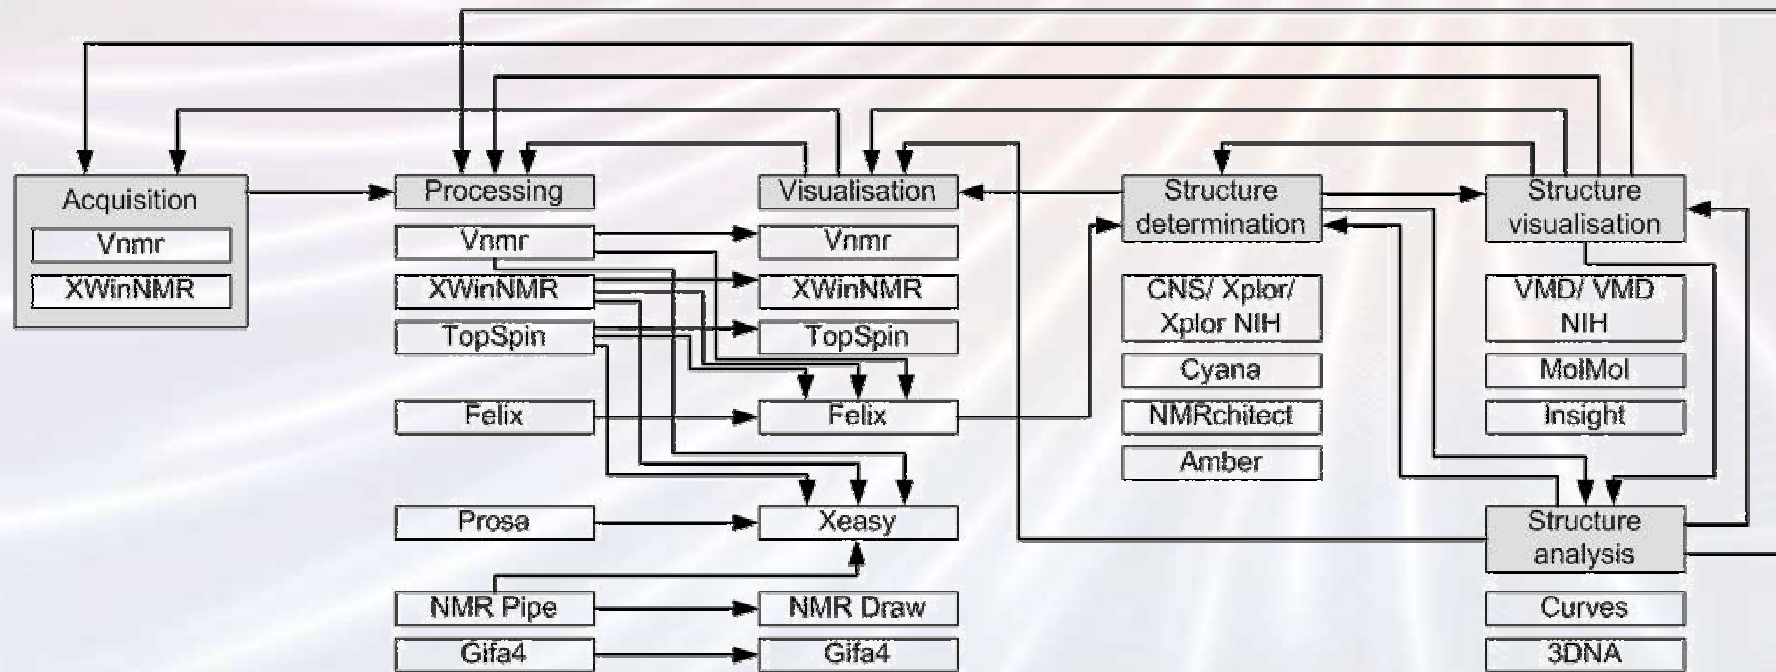 Acquisition
Vnmr
XWinNMR
Processing
Vnmr
XWinNMR
TopSpin
Felix
Prosa
NMR Pipe
Gifa4
Visualisation
Vnmr
XWinNMR
TopSpin
Felix
Xeasy
NMR Draw
Gifa4
Structure
determination
CNS/ Xplor/
Xplor NIH
Cyana
NMRchitect
Amber
Structure
visualisation
VMD/ VMD
NIH
MolMol
Insight
Structure
analysis
Curves
3DNA